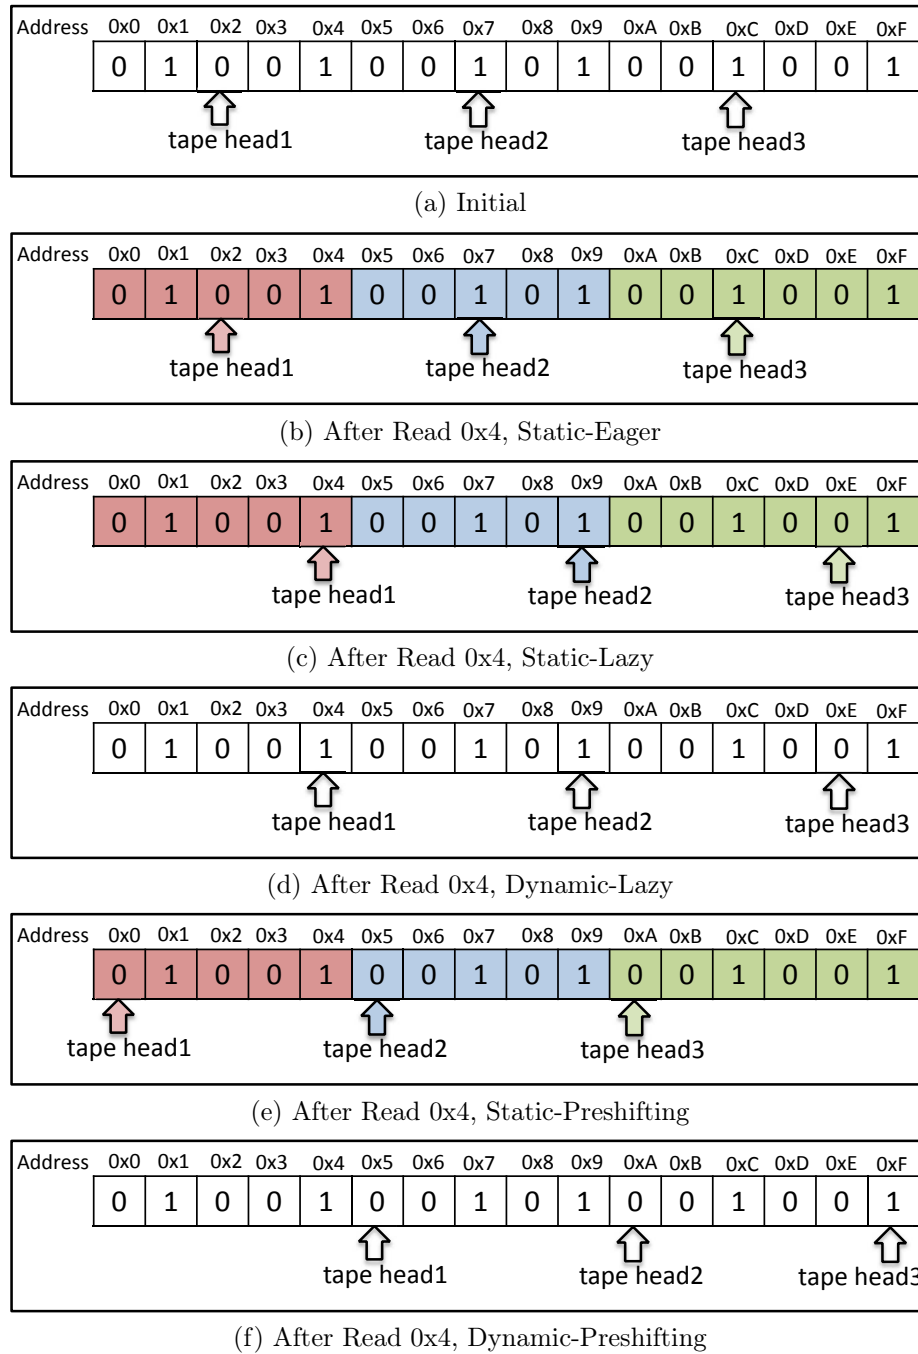 Address 0x0 0x1 0x2 0x3 0x4 0x5 0x6 0x7 0x8 0x9 0xA 0xB 0xC 0xD 0xE 0xF
0 1 0 0 1 0 0 1 0 1 0 0 1 0 0 1
tape head1 tape head2 tape head3
(a) Initial
Address 0x0 0x1 0x2 0x3 0x4 0x5 0x6 0x7 0x8 0x9 0xA 0xB 0xC 0xD 0xE 0xF
0 1 0 0 1 0 0 1 0 1 0 0 1 0 0 1
tape head1 tape head2 tape head3
(b) After Read 0x4, Static-Eager
Address 0x0 0x1 0x2 0x3 0x4 0x5 0x6 0x7 0x8 0x9 0xA 0xB 0xC 0xD 0xE 0xF
0 1 0 0 1 0 0 1 0 1 0 0 1 0 0 1
tape head1 tape head2 tape head3
(c) After Read 0x4, Static-Lazy
Address 0x0 0x1 0x2 0x3 0x4 0x5 0x6 0x7 0x8 0x9 0xA 0xB 0xC 0xD 0xE 0xF
0 1 0 0 1 0 0 1 0 1 0 0 1 0 0 1
tape head1 tape head2 tape head3
(d) After Read 0x4, Dynamic-Lazy
Address 0x0 0x1 0x2 0x3 0x4 0x5 0x6 0x7 0x8 0x9 0xA 0xB 0xC 0xD 0xE 0xF
0 1 0 0 1 0 0 1 0 1 0 0 1 0 0 1
tape head1 tape head2 tape head3
(e) After Read 0x4, Static-Preshifting
Address 0x0 0x1 0x2 0x3 0x4 0x5 0x6 0x7 0x8 0x9 0xA 0xB 0xC 0xD 0xE 0xF
0 1 0 0 1 0 0 1 0 1 0 0 1 0 0 1
tape head1 tape head2 tape head3
(f) After Read 0x4, Dynamic-Preshifting